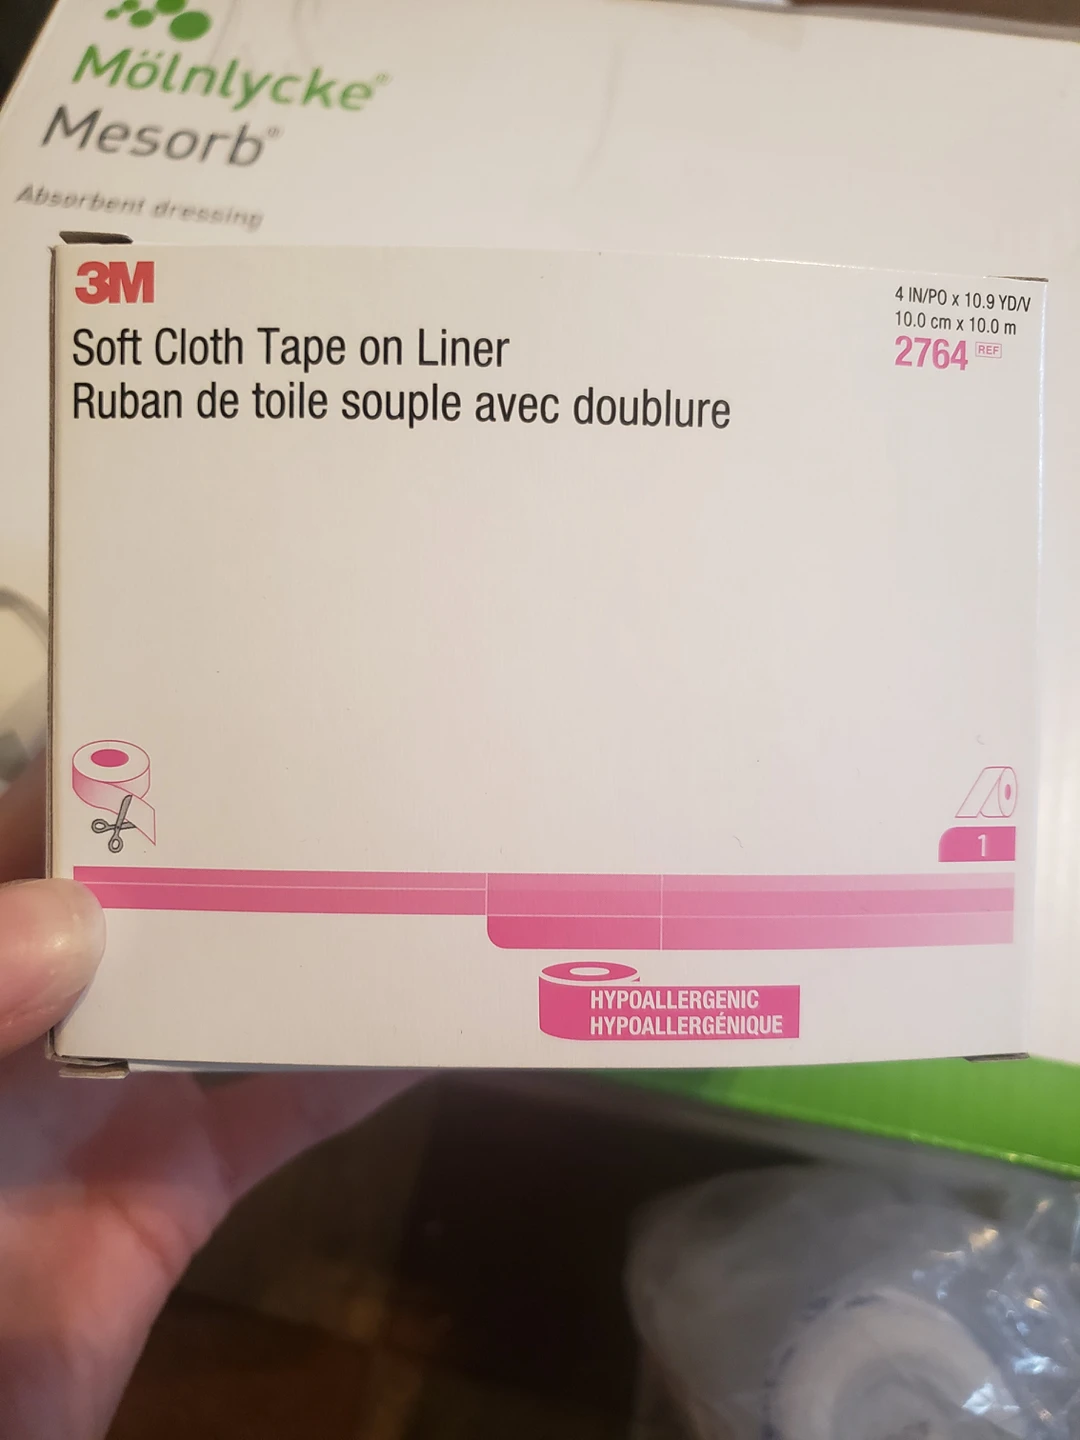 Mölnlycke®
Mesorb®
Absorbent dressing
3M
Soft Cloth Tape on Liner
Ruban de toile souple avec doublure
4 IN/PO x 10.9 YD/V
10.0 cm x 10.0 m
2764 REF
1
HYPOALLERGENIC
HYPOALLERGÉNIQUE